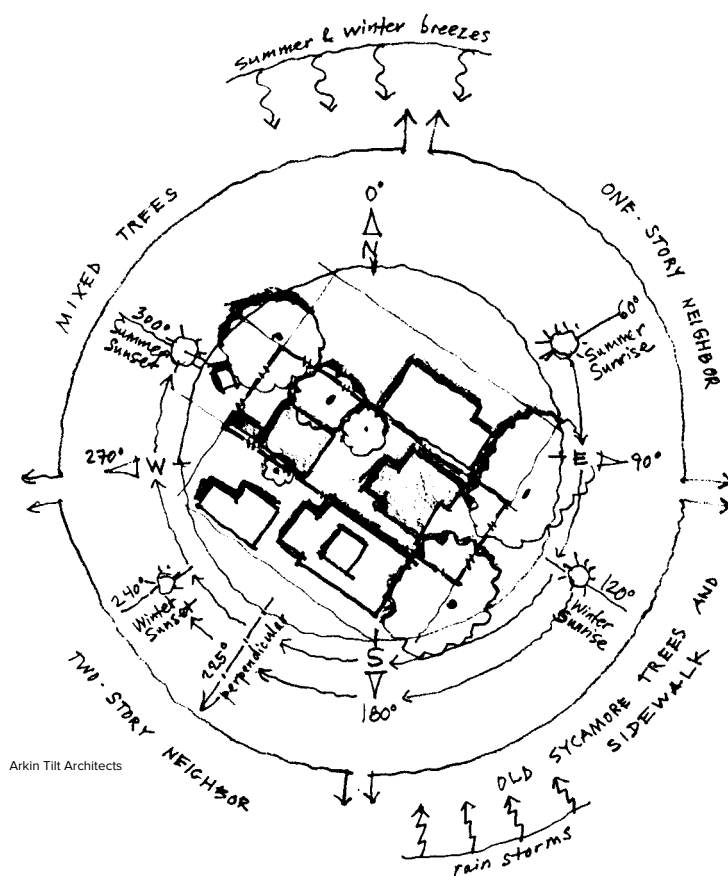 summer & winter breezes
0°
N
MIXED TREES
ONE-STORY NEIGHBOR
300°
Summer
Sunset
60°
Summer
Sunrise
270°
W
E
90°
240°
Winter
Sunset
120°
Winter
Sunrise
225°
perpendicular
S
180°
TWO-STORY NEIGHBOR
OLD SYCAMORE TREES AND
SIDEWALK
Arkin Tilt Architects
rain storms